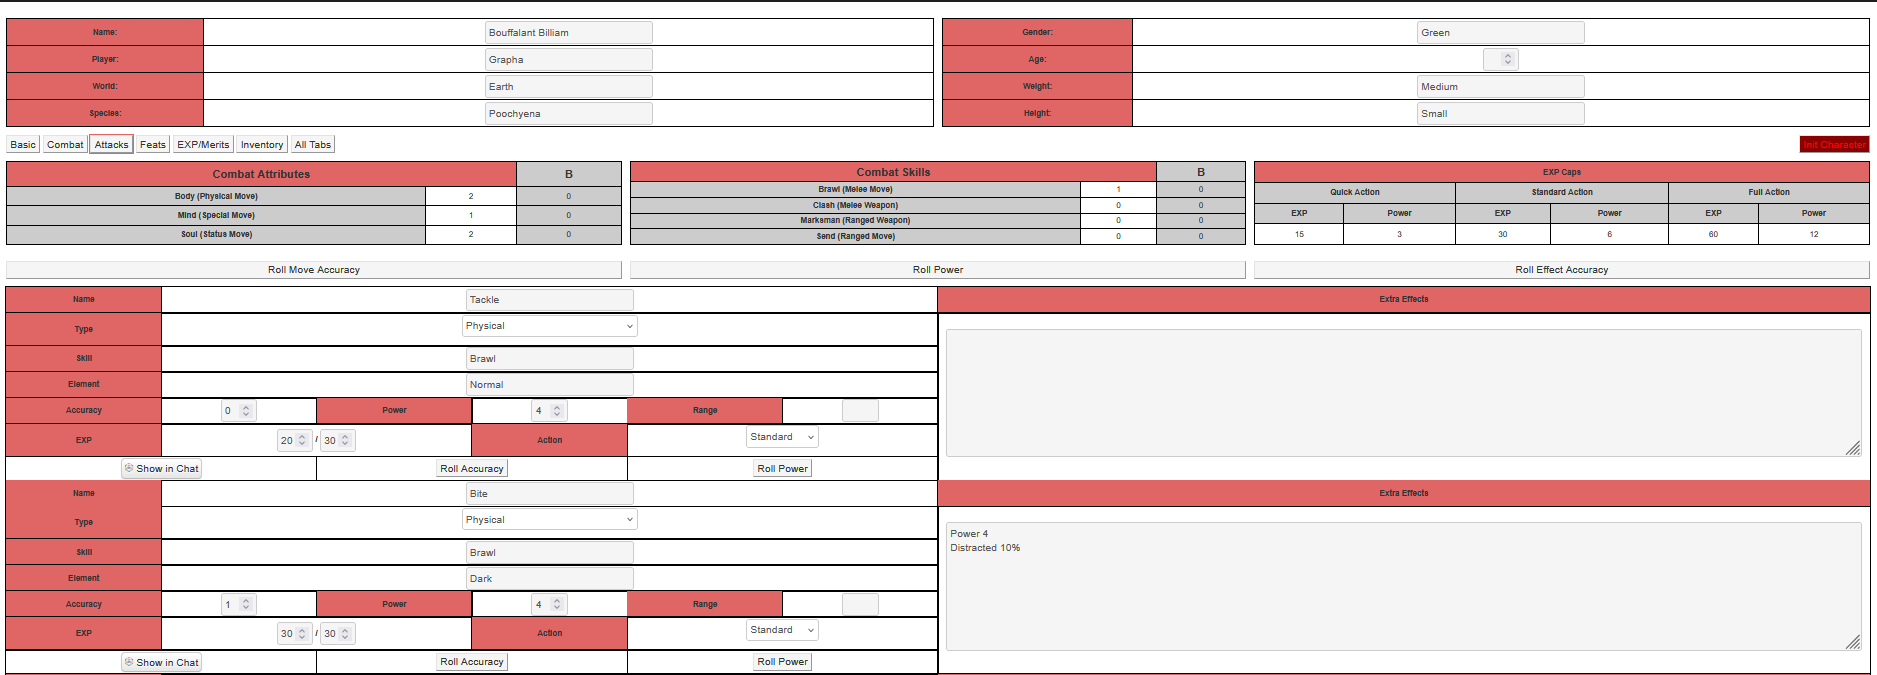 Name: Bouffalant Billiam Gender: Green
Player: Grapha Age:
World: Earth Weight: Medium
Species: Poochyena Height: Small
Basic Combat Attacks Feats EXP/Merits Inventory All Tabs Init Character
Combat Attributes B
Body (Physical Move) 2 0
Mind (Special Move) 1 0
Soul (Status Move) 2 0
Combat Skills B
Brawl (Melee Move) 1 0
Clash (Melee Weapon) 0 0
Marksman (Ranged Weapon) 0 0
Send (Ranged Move) 0 0
EXP Caps
Quick Action Standard Action Full Action
EXP Power EXP Power EXP Power
15 3 30 6 60 12
Roll Move Accuracy Roll Power Roll Effect Accuracy
Name Tackle Extra Effects
Type Physical
Skill Brawl
Element Normal
Accuracy 0 Power 4 Range
EXP 20 / 30 Action Standard
Show in Chat Roll Accuracy Roll Power
Name Bite Extra Effects
Type Physical
Skill Brawl
Element Dark
Accuracy 1 Power 4 Range
EXP 30 / 30 Action Standard
Show in Chat Roll Accuracy Roll Power
Power 4
Distracted 10%